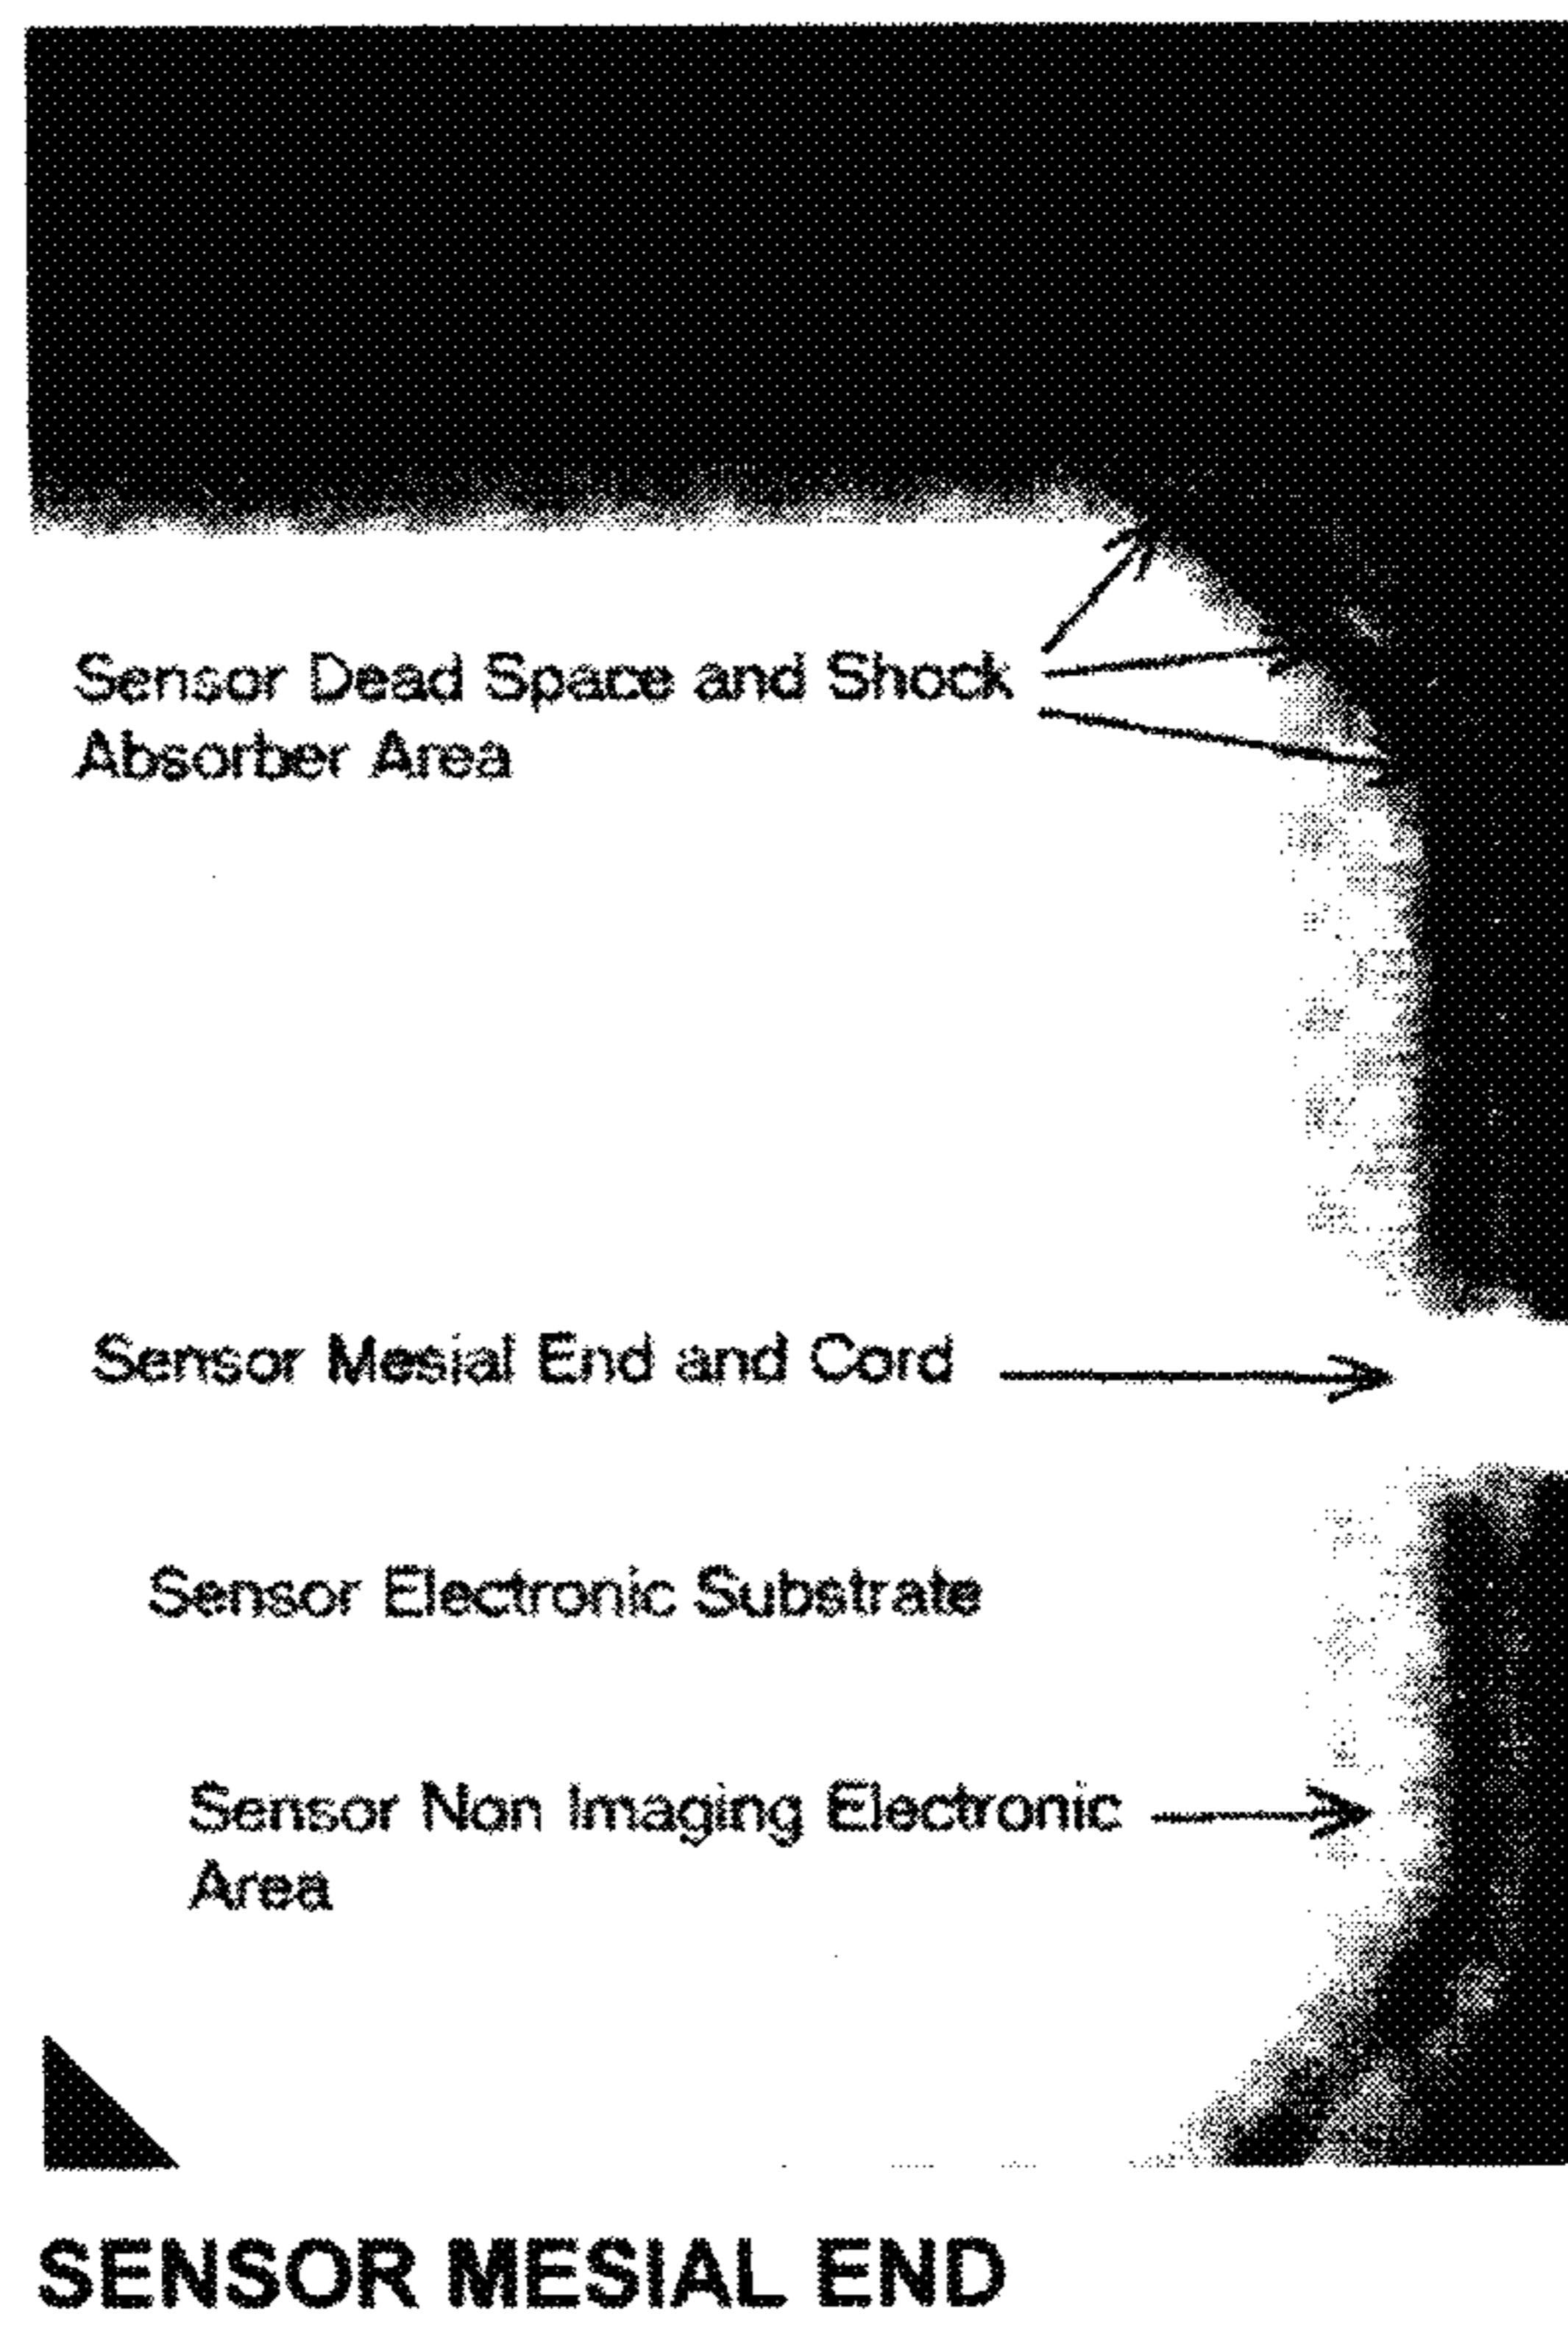 Sensor Dead Space and Shock
Absorber Area
Sensor Mesial End and Cord
Sensor Electronic Substrate
Sensor Non Imaging Electronic
Area
SENSOR MESIAL END